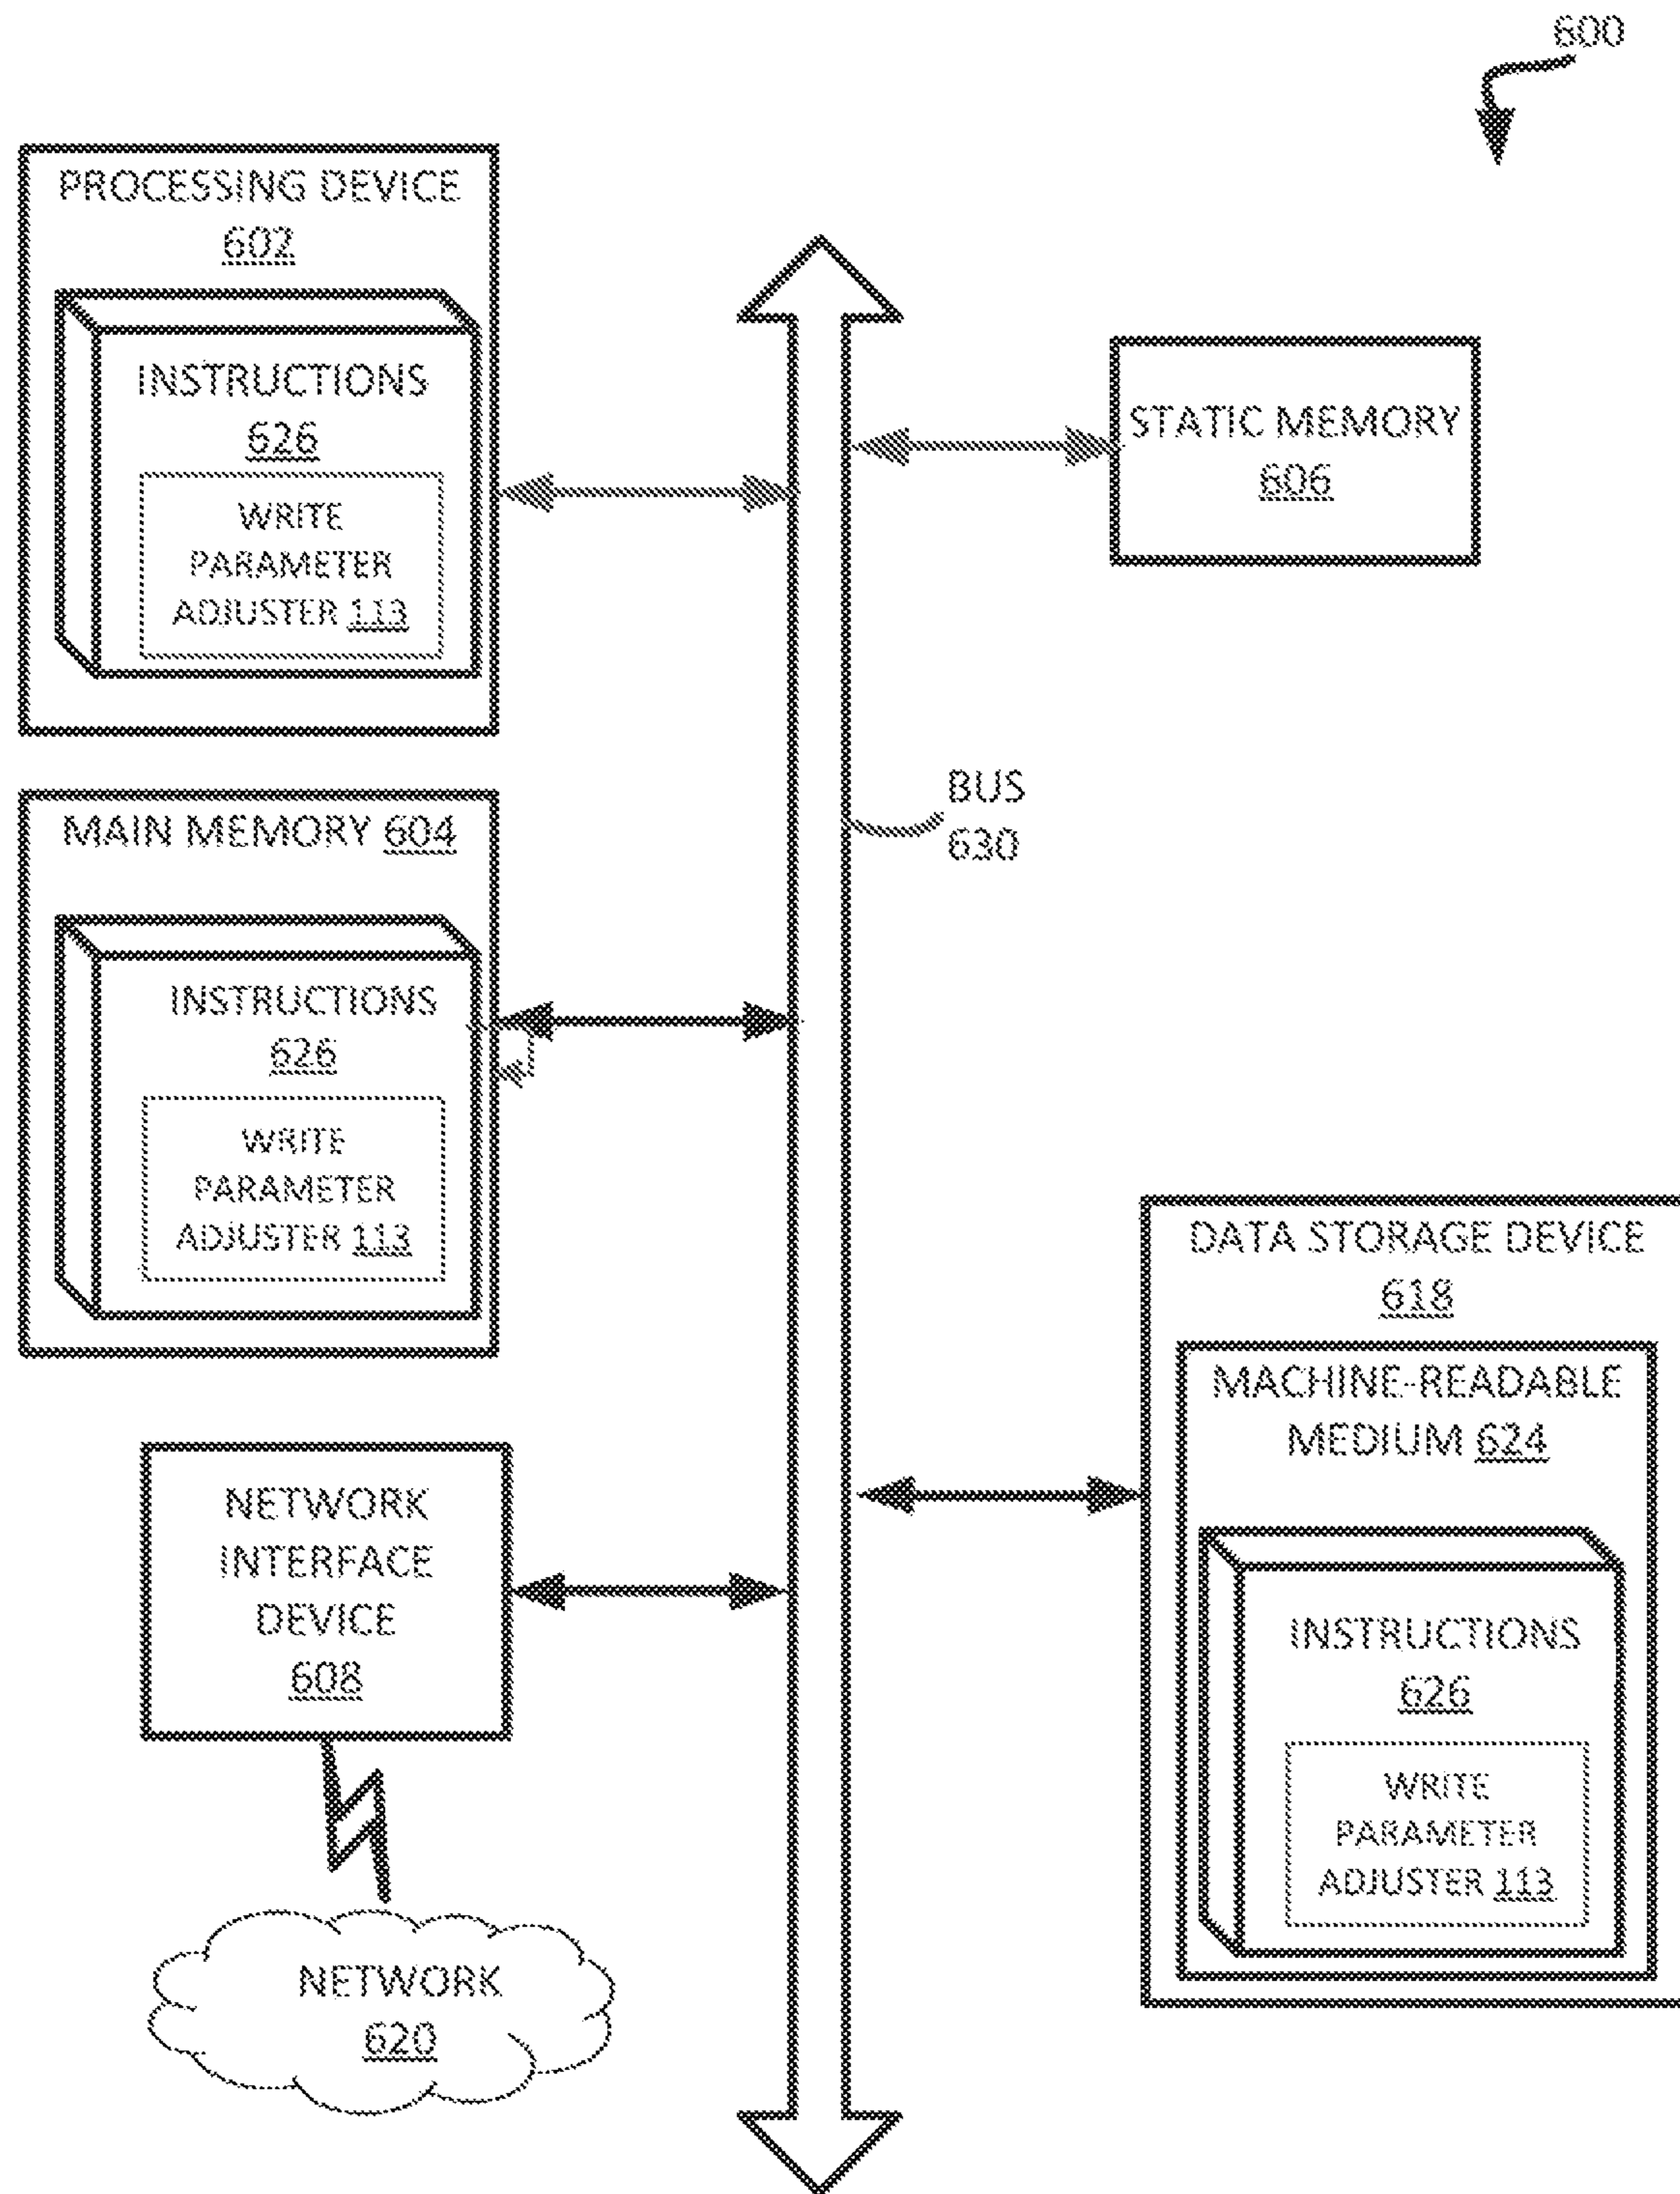 600
PROCESSING DEVICE
602
INSTRUCTIONS
626
WRITE
PARAMETER
ADJUSTER 113
STATIC MEMORY
606
BUS
630
MAIN MEMORY 604
INSTRUCTIONS
626
WRITE
PARAMETER
ADJUSTER 113
DATA STORAGE DEVICE
618
MACHINE-READABLE
MEDIUM 624
INSTRUCTIONS
626
WRITE
PARAMETER
ADJUSTER 113
NETWORK
INTERFACE
DEVICE
608
NETWORK
620